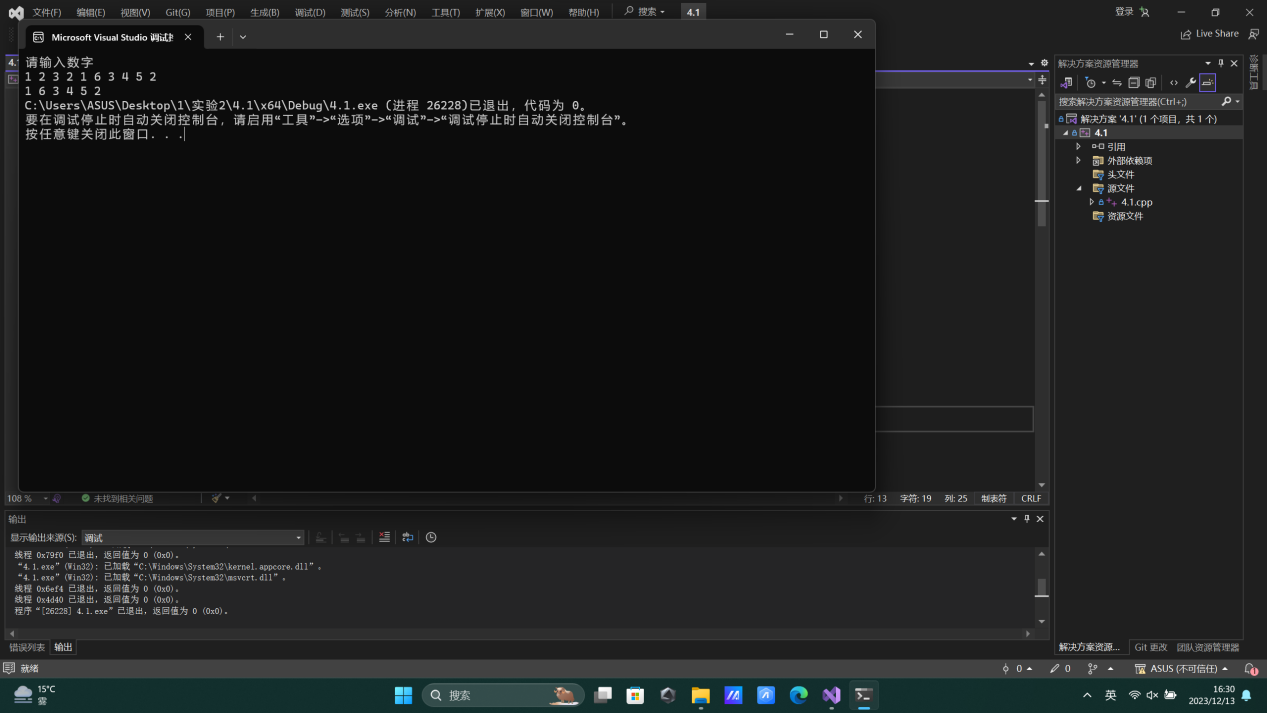 文件(F) 编辑(E) 视图(V) Git(G) 项目(P) 生成(B) 调试(D) 测试(S) 分析(N) 工具(T) 扩展(X) 窗口(W) 帮助(H) 搜索 4.1 登录
Live Share
Microsoft Visual Studio 调试
请输入数字
1 2 3 2 1 6 3 4 5 2
1 6 3 4 5 2
C:\Users\ASUS\Desktop\1\实验2\4.1\x64\Debug\4.1.exe (进程 26228)已退出，代码为 0。
要在调试停止时自动关闭控制台，请启用“工具”->“选项”->“调试”->“调试停止时自动关闭控制台”。
按任意键关闭此窗口. . .
解决方案资源管理器
搜索解决方案资源管理器(Ctrl+;)
解决方案 '4.1' (1 个项目，共 1 个)
4.1
引用
外部依赖项
头文件
源文件
4.1.cpp
资源文件
诊断工具
108 % 未找到相关问题 行: 13 字符: 19 列: 25 制表符 CRLF
输出
显示输出来源(S): 调试
线程 0x79f0 已退出，返回值为 0 (0x0)。
“4.1.exe”(Win32): 已加载“C:\Windows\System32\kernel.appcore.dll”。
“4.1.exe”(Win32): 已加载“C:\Windows\System32\msvcrt.dll”。
线程 0x6ef4 已退出，返回值为 0 (0x0)。
线程 0x4d40 已退出，返回值为 0 (0x0)。
程序“[26228] 4.1.exe”已退出，返回值为 0 (0x0)。
错误列表 输出
解决方案资源... Git 更改 团队资源管理器
就绪 0 0 ASUS (不可信任) 1
15°C
雾
搜索
英
16:30
2023/12/13